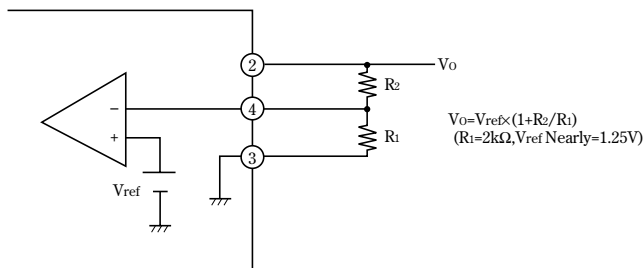 2
Vo
R2
−
4
Vo=Vref×(1+R2/R1)
+
R1
(R1=2kΩ,Vref Nearly=1.25V)
3
Vref